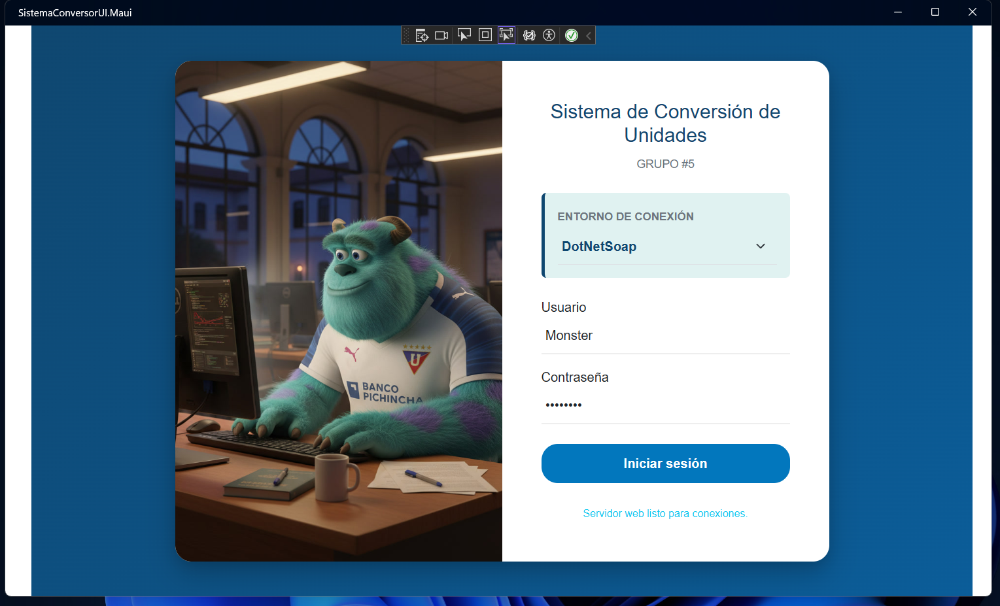 SistemaConversorUI.Maui
Sistema de Conversión de
Unidades
GRUPO #5
ENTORNO DE CONEXIÓN
DotNetSoap
Usuario
Monster
Contraseña
••••••••
Iniciar sesión
Servidor web listo para conexiones.
U
BANCO
PICHINCHA